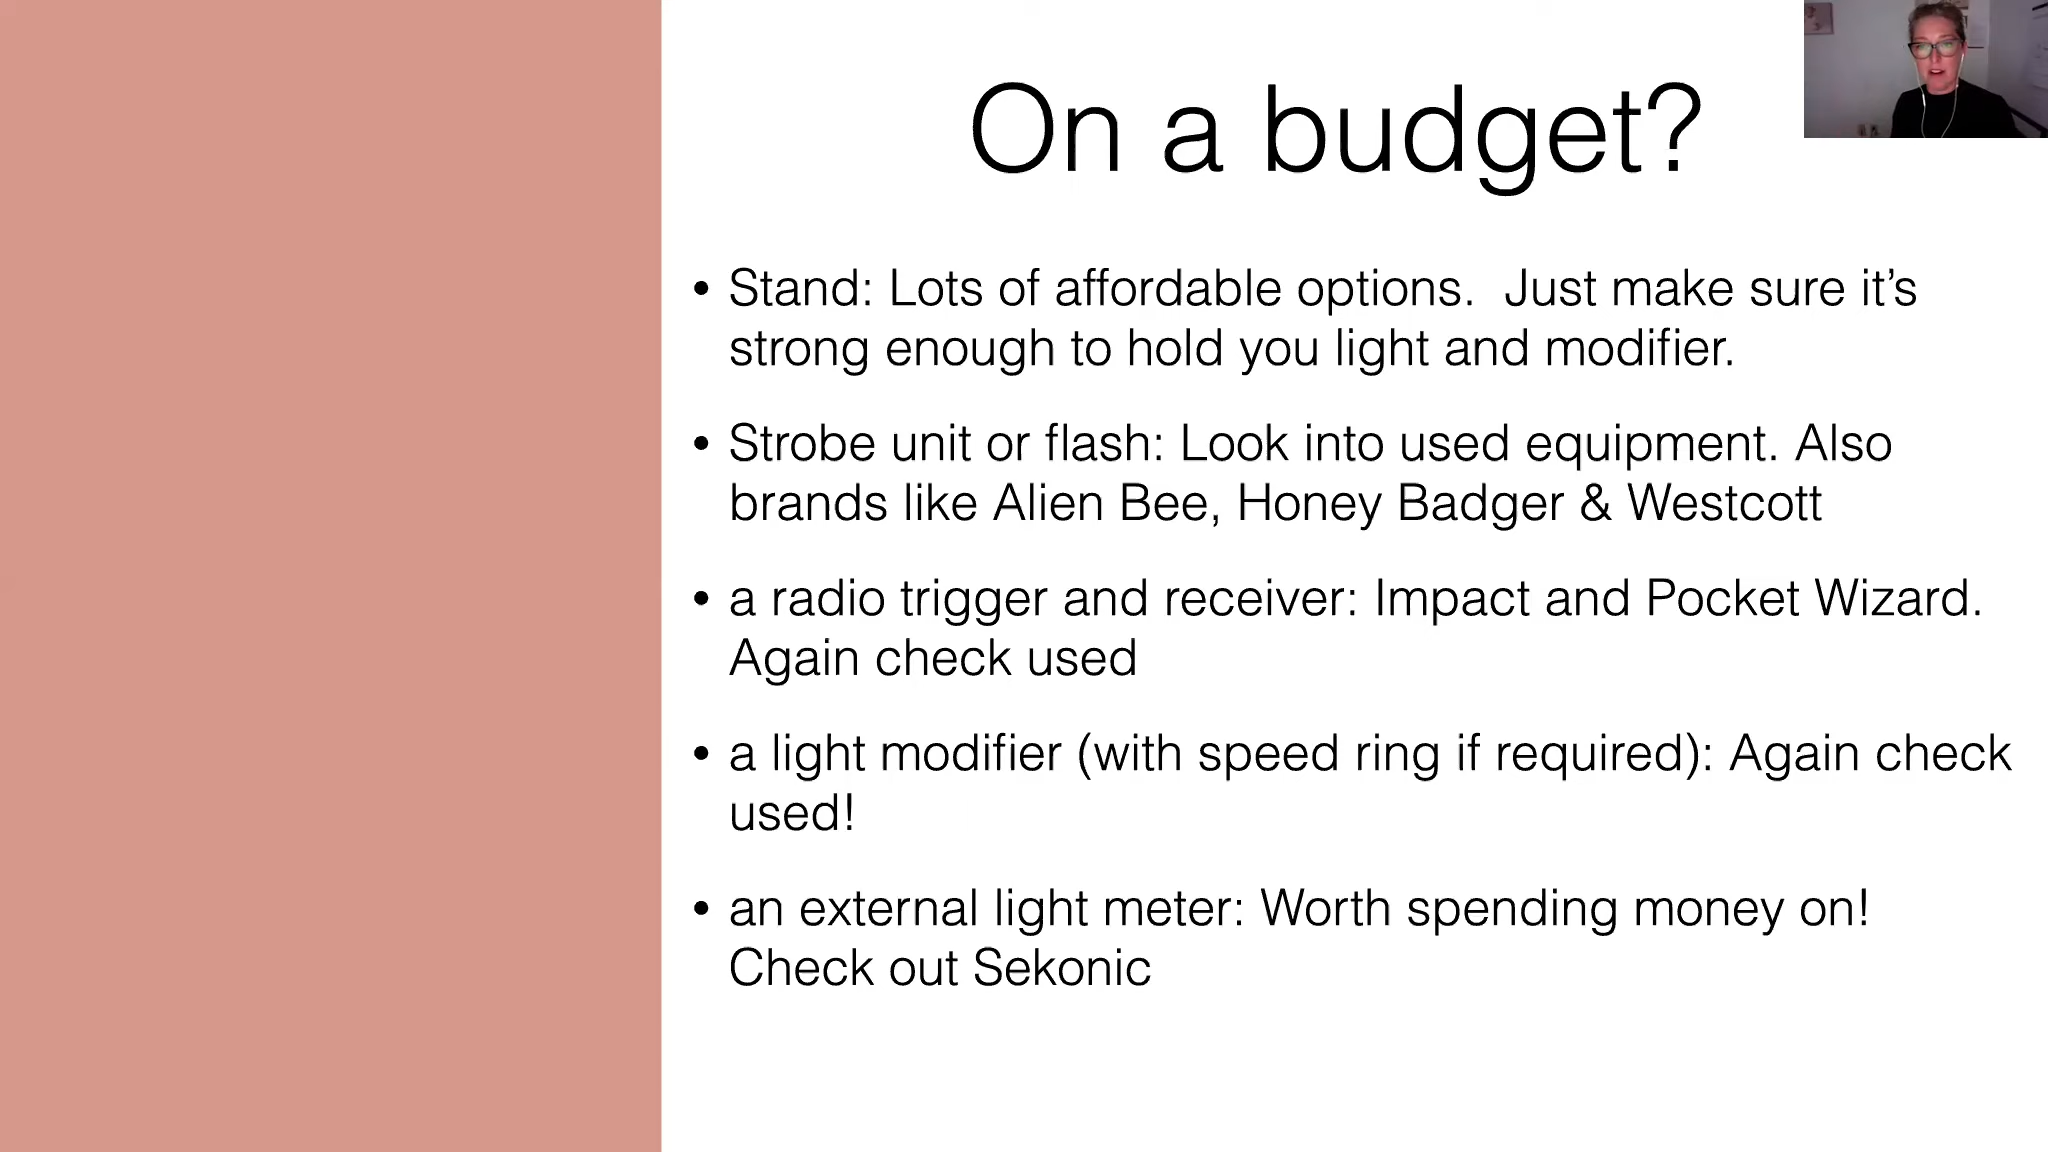 On a budget?
• Stand: Lots of affordable options.  Just make sure it’s
strong enough to hold you light and modifier.
• Strobe unit or flash: Look into used equipment. Also
brands like Alien Bee, Honey Badger & Westcott
• a radio trigger and receiver: Impact and Pocket Wizard.
Again check used
• a light modifier (with speed ring if required): Again check
used!
• an external light meter: Worth spending money on!
Check out Sekonic